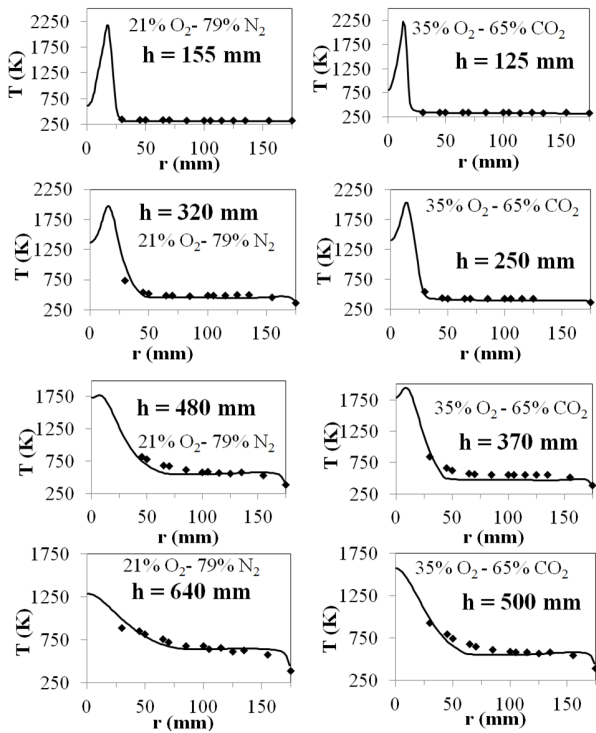 2250
1750
1250
750
250
T (K)
21% O₂- 79% N₂
h = 155 mm
0 50 100 150
r (mm)
2250
1750
1250
750
250
T (K)
35% O₂ - 65% CO₂
h = 125 mm
0 50 100 150
r (mm)
2250
1750
1250
750
250
T (K)
h = 320 mm
21% O₂- 79% N₂
0 50 100 150
r (mm)
2250
1750
1250
750
250
T (K)
35% O₂ - 65% CO₂
h = 250 mm
0 50 100 150
r (mm)
1750
1250
750
250
T (K)
h = 480 mm
21% O₂- 79% N₂
0 50 100 150
r (mm)
1750
1250
750
250
T (K)
35% O₂ - 65% CO₂
h = 370 mm
0 50 100 150
r (mm)
1750
1250
750
250
T (K)
21% O₂- 79% N₂
h = 640 mm
0 50 100 150
r (mm)
1750
1250
750
250
T (K)
35% O₂ - 65% CO₂
h = 500 mm
0 50 100 150
r (mm)